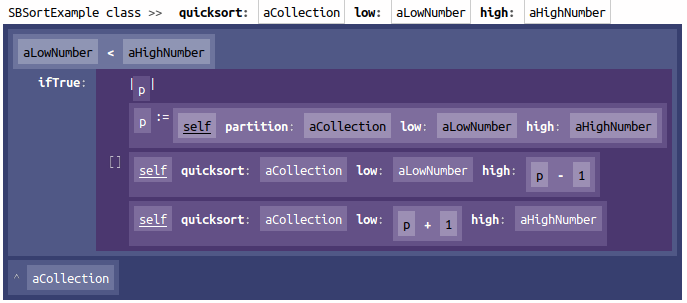 SBSortExample class >> quicksort: aCollection low: aLowNumber high: aHighNumber
aLowNumber < aHighNumber
ifTrue: | p |
p := self partition: aCollection low: aLowNumber high: aHighNumber
[] self quicksort: aCollection low: aLowNumber high: p - 1
self quicksort: aCollection low: p + 1 high: aHighNumber
^ aCollection